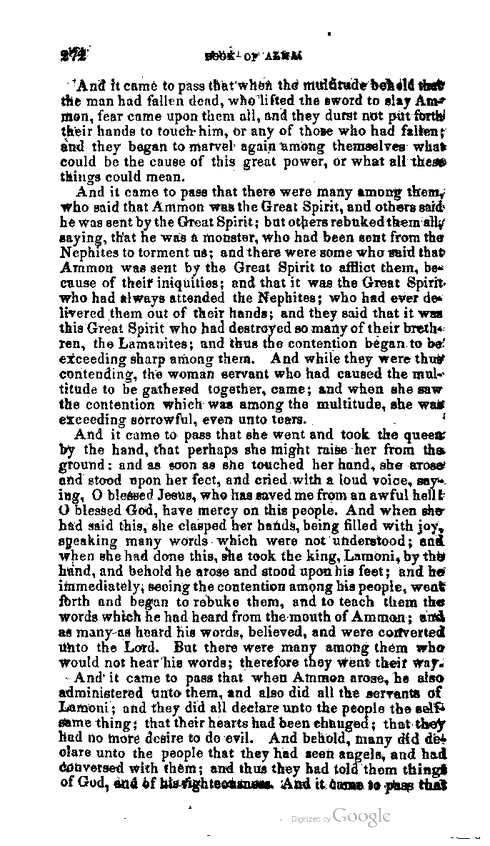 272 BOOK OF ALMA
And it came to pass that when the multitude beheld that
the man had fallen dead, who lifted the sword to slay Am-
mon, fear came upon them all, and they durst not put forth
their hands to touch him, or any of those who had fallen;
and they began to marvel again among themselves what
could be the cause of this great power, or what all these
things could mean.
And it came to pass that there were many among them,
who said that Ammon was the Great Spirit, and others said
he was sent by the Great Spirit; but others rebuked them all,
saying, that he was a monster, who had been sent from the
Nephites to torment us; and there were some who said that
Ammon was sent by the Great Spirit to afflict them, be-
cause of their iniquities; and that it was the Great Spirit
who had always attended the Nephites; who had ever de-
livered them out of their hands; and they said that it was
this Great Spirit who had destroyed so many of their breth-
ren, the Lamanites; and thus the contention began to be
exceeding sharp among them. And while they were thus
contending, the woman servant who had caused the mul-
titude to be gathered together, came; and when she saw
the contention which was among the multitude, she was
exceeding sorrowful, even unto tears.
And it came to pass that she went and took the queen
by the hand, that perhaps she might raise her from the
ground: and as soon as she touched her hand, she arose
and stood upon her feet, and cried with a loud voice, say-
ing, O blessed Jesus, who has saved me from an awful hell!
O blessed God, have mercy on this people. And when she
had said this, she clasped her hands, being filled with joy,
speaking many words which were not understood; and
when she had done this, she took the king, Lamoni, by the
hand, and behold he arose and stood upon his feet; and he
immediately, seeing the contention among his people, went
forth and began to rebuke them, and to teach them the
words which he had heard from the mouth of Ammon; and
as many as heard his words, believed, and were converted
unto the Lord. But there were many among them who
would not hear his words; therefore they went their way.
And it came to pass that when Ammon arose, he also
administered unto them, and also did all the servants of
Lamoni; and they did all declare unto the people the self-
same thing; that their hearts had been changed; that they
had no more desire to do evil. And behold, many did de-
clare unto the people that they had seen angels, and had
conversed with them; and thus they had told them things
of God, and of his righteousness. And it came to pass that
Digitized by Google